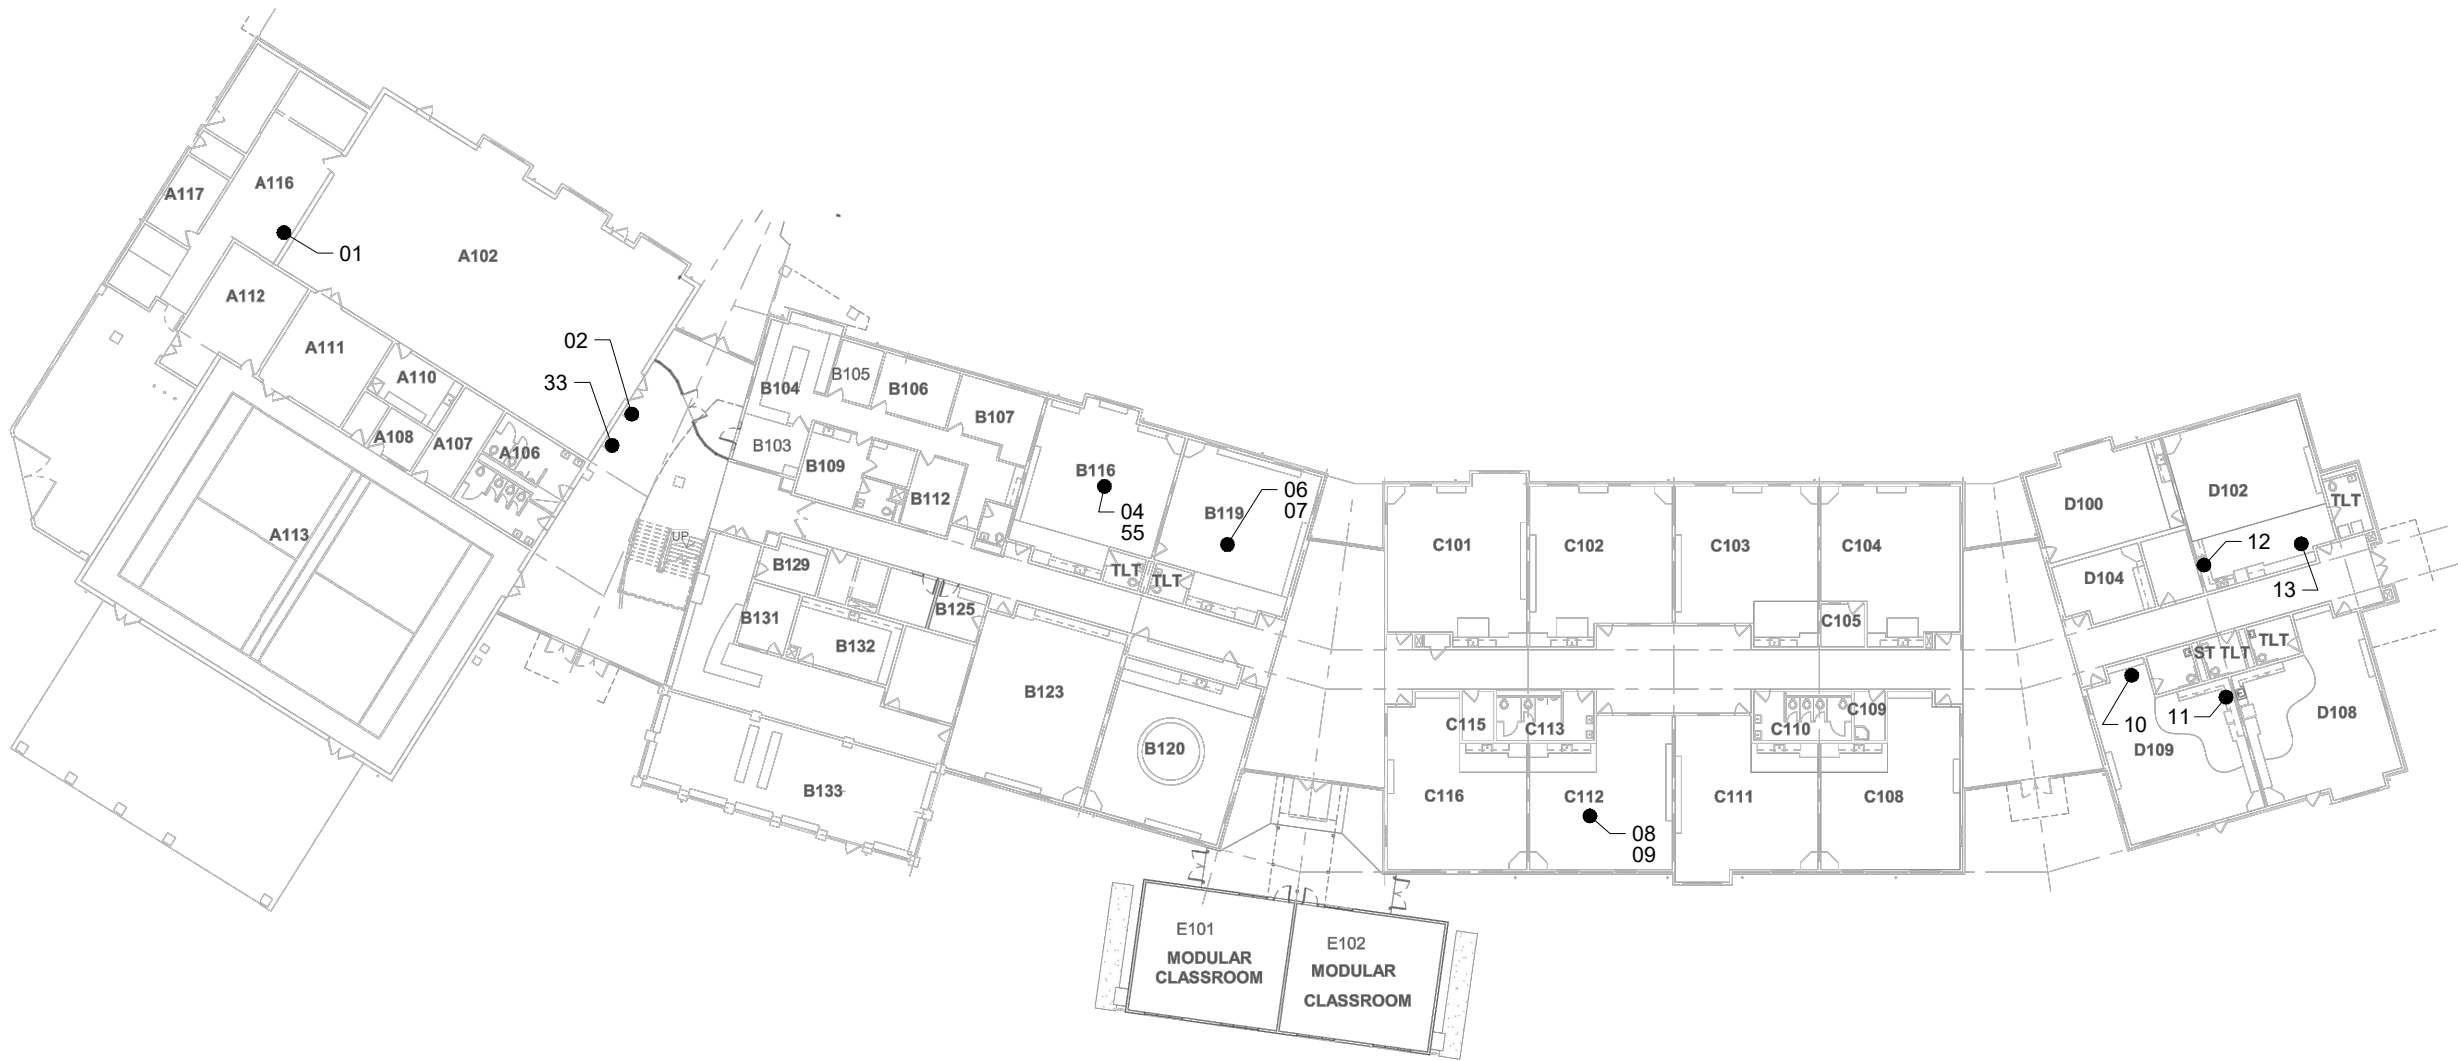 A117
A116
01
A102
A112
A111
A110
A108
A107
A106
A113
02
33
UP
B104
B105
B106
B107
B103
B109
B112
B116
04
55
B119
06
07
TLT
TLT
B129
B131
B132
B125
B123
B120
B133
C101
C102
C103
C104
C105
C115
C113
C110
C109
C116
C112
C111
C108
08
09
D100
D102
TLT
D104
12
13
ST TLT
TLT
10
11
D109
D108
E101
MODULAR
CLASSROOM
E102
MODULAR
CLASSROOM